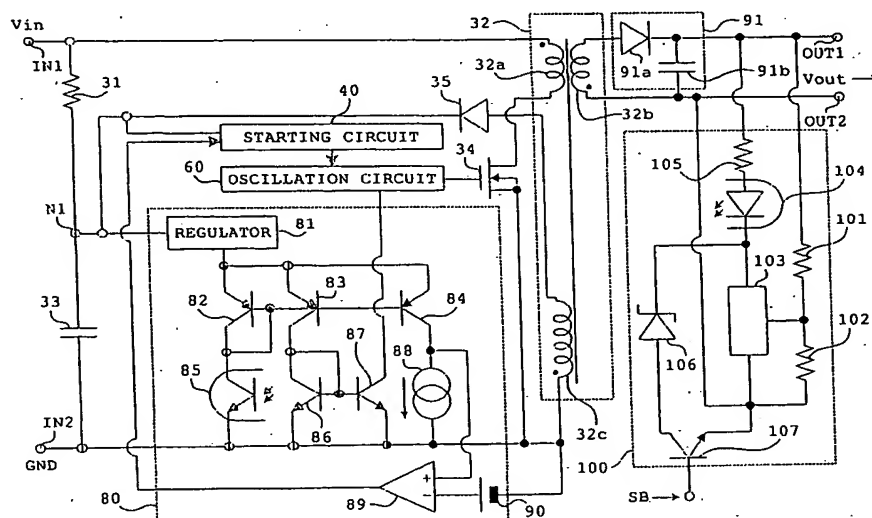 Vin
IN1
31
32
32a
32b
91
91a
91b
OUT1
Vout
OUT2
35
40
STARTING CIRCUIT
34
60
OSCILLATION CIRCUIT
105
104
N1
REGULATOR
81
101
103
83
82
84
33
102
87
88
85
106
86
32c
107
IN2
GND
100
80
89
+
−
90
SB